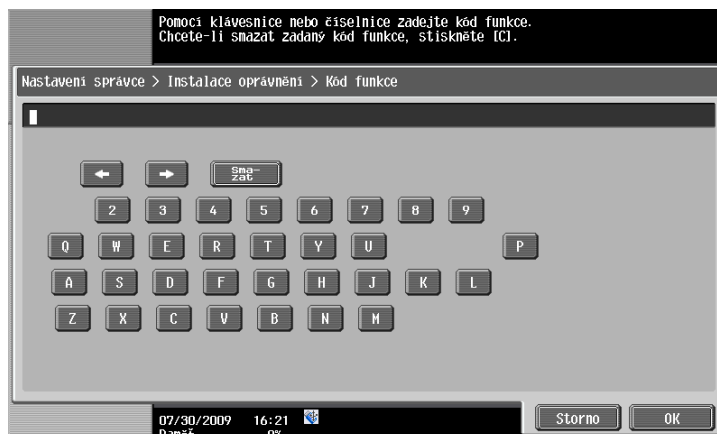 Pomocí klávesnice nebo číselnice zadejte kód funkce.
Chcete-li smazat zadaný kód funkce, stiskněte [C].
Nastavení správce > Instalace oprávnění > Kód funkce
← → Sma-
zat
2 3 4 5 6 7 8 9
Q W E R T Y U P
A S D F G H J K L
Z X C V B N M
Storno OK
07/30/2009 16:21